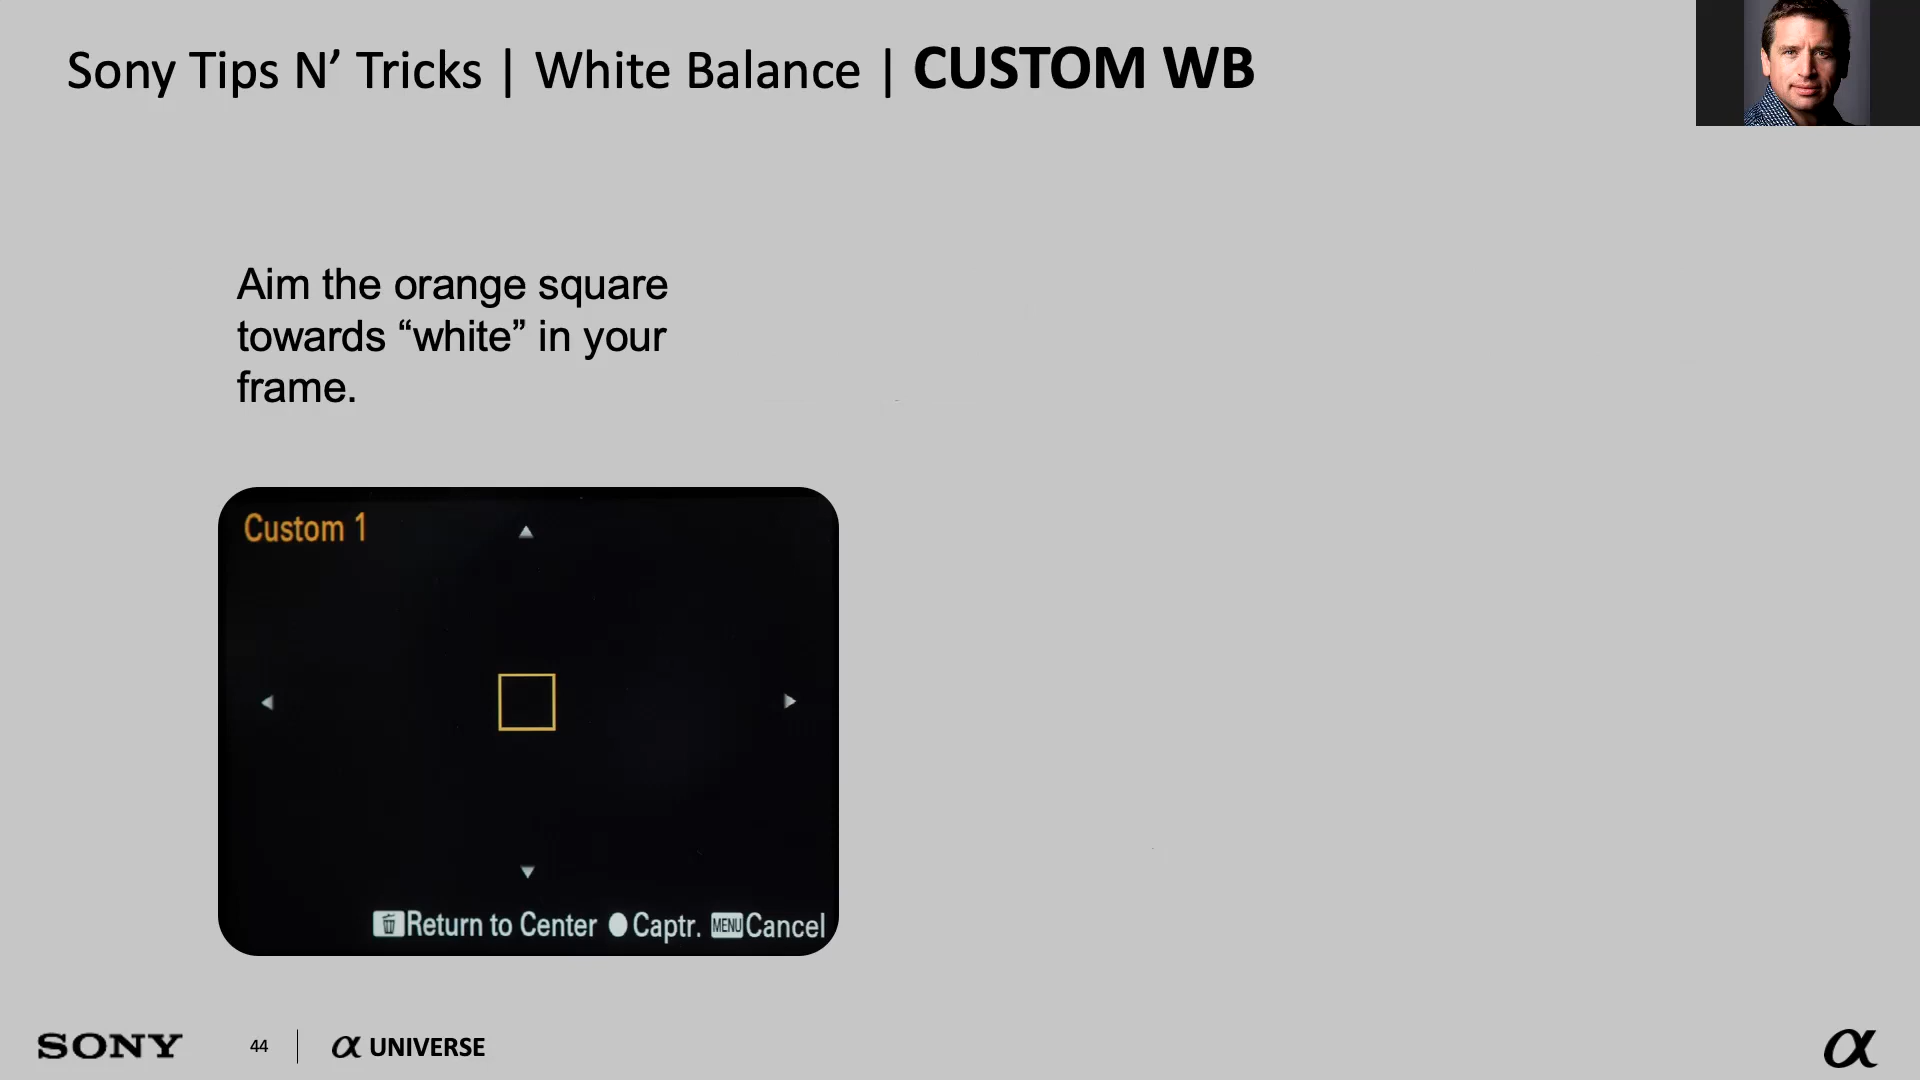 Sony Tips N’ Tricks | White Balance | CUSTOM WB
Aim the orange square
towards “white” in your
frame.
Custom 1
Return to Center Captr. MENU Cancel
SONY 44 | α UNIVERSE α